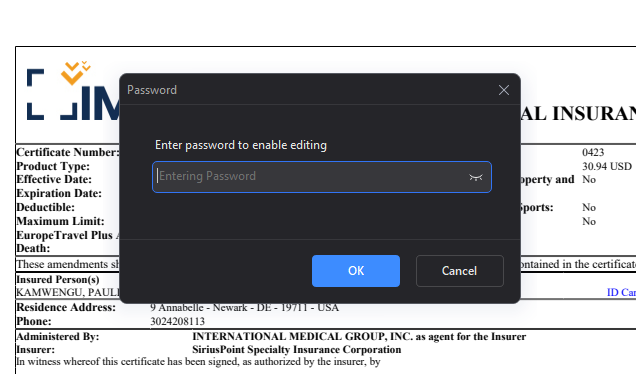 IM
Password
AL INSURAN
Enter password to enable editing
Entering Password
OK
Cancel
Certificate Number: 0423
Product Type: 30.94 USD
Effective Date: operty and No
Expiration Date:
Deductible: Sports: No
Maximum Limit: No
EuropeTravel Plus A
Death:
These amendments sh ontained in the certificate
Insured Person(s)
KAMWENGU, PAULI ID Car
Residence Address: 9 Annabelle - Newark - DE - 19711 - USA
Phone: 3024208113
Administered By: INTERNATIONAL MEDICAL GROUP, INC. as agent for the Insurer
Insurer: SiriusPoint Specialty Insurance Corporation
In witness whereof this certificate has been signed, as authorized by the insurer, by